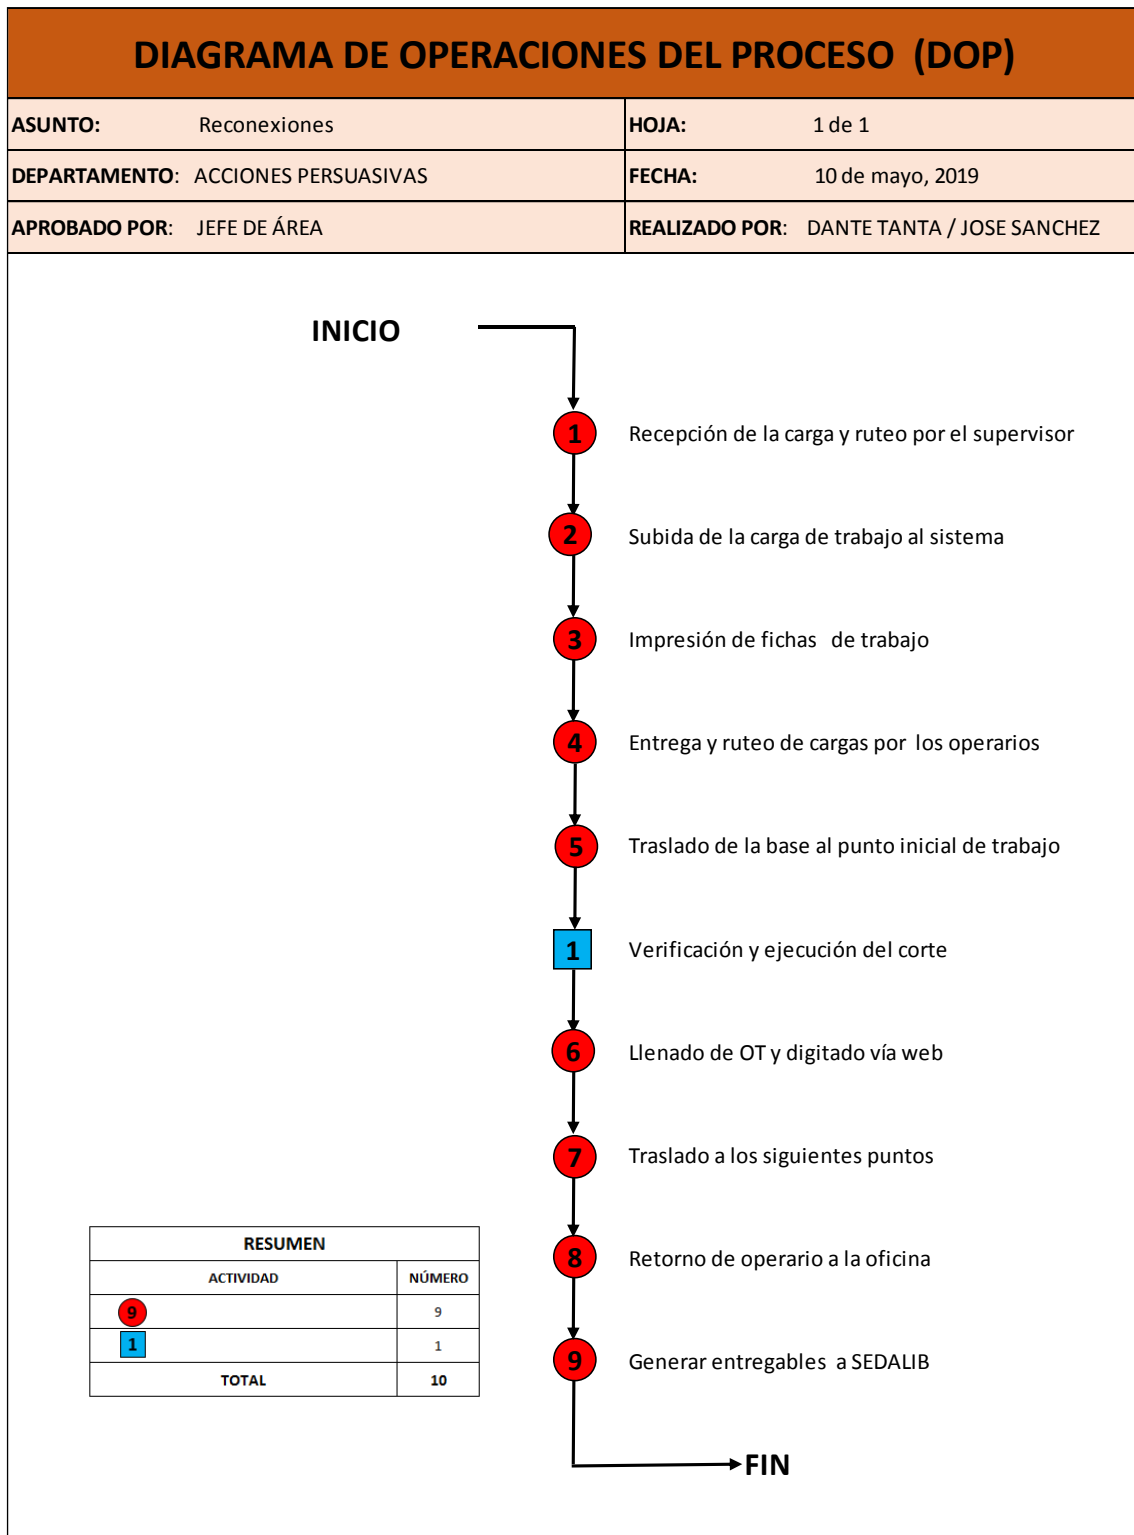 DIAGRAMA DE OPERACIONES DEL PROCESO (DOP)
ASUNTO: Reconexiones HOJA: 1 de 1
DEPARTAMENTO: ACCIONES PERSUASIVAS FECHA: 10 de mayo, 2019
APROBADO POR: JEFE DE ÁREA REALIZADO POR: DANTE TANTA / JOSE SANCHEZ
INICIO
1 Recepción de la carga y ruteo por el supervisor
2 Subida de la carga de trabajo al sistema
3 Impresión de fichas de trabajo
4 Entrega y ruteo de cargas por los operarios
5 Traslado de la base al punto inicial de trabajo
1 Verificación y ejecución del corte
6 Llenado de OT y digitado vía web
7 Traslado a los siguientes puntos
8 Retorno de operario a la oficina
9 Generar entregables a SEDALIB
FIN
RESUMEN
ACTIVIDAD NÚMERO
9 9
1 1
TOTAL 10